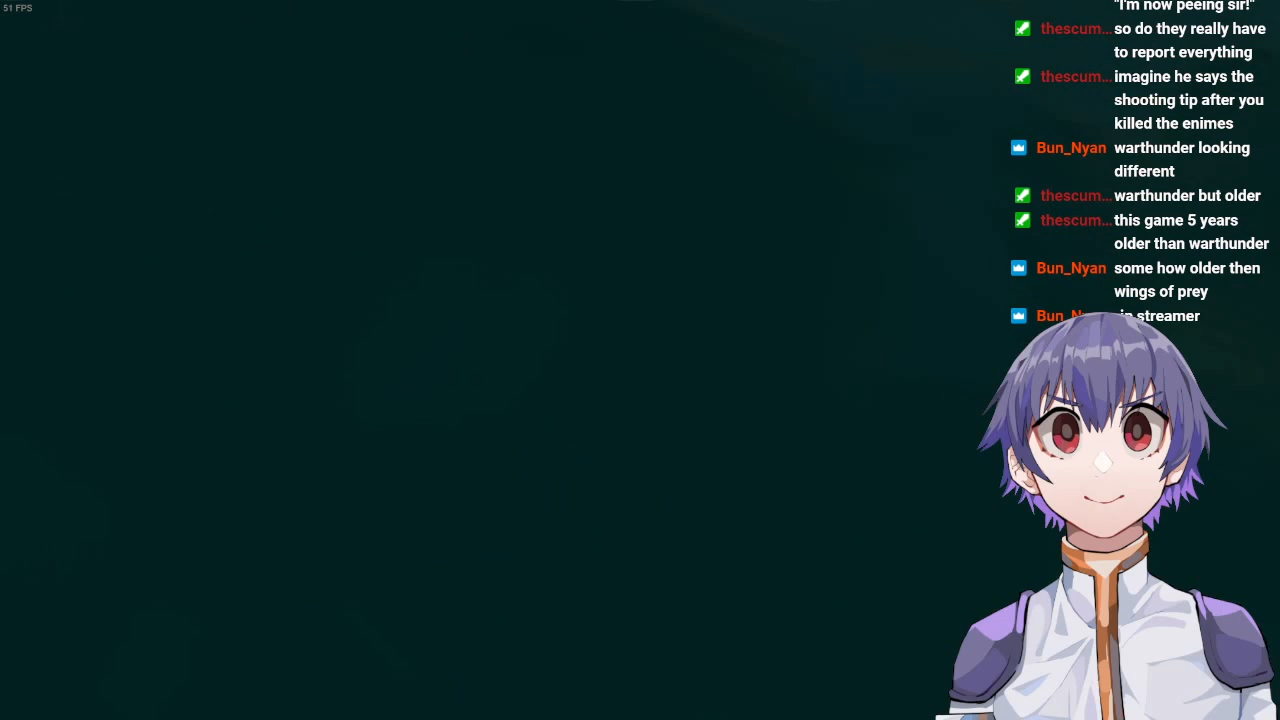 51 FPS
"I'm now peeing sir!"
thescum... so do they really have
to report everything
thescum... imagine he says the
shooting tip after you
killed the enimes
Bun_Nyan warthunder looking
different
thescum... warthunder but older
thescum... this game 5 years
older than warthunder
Bun_Nyan some how older then
wings of prey
streamer